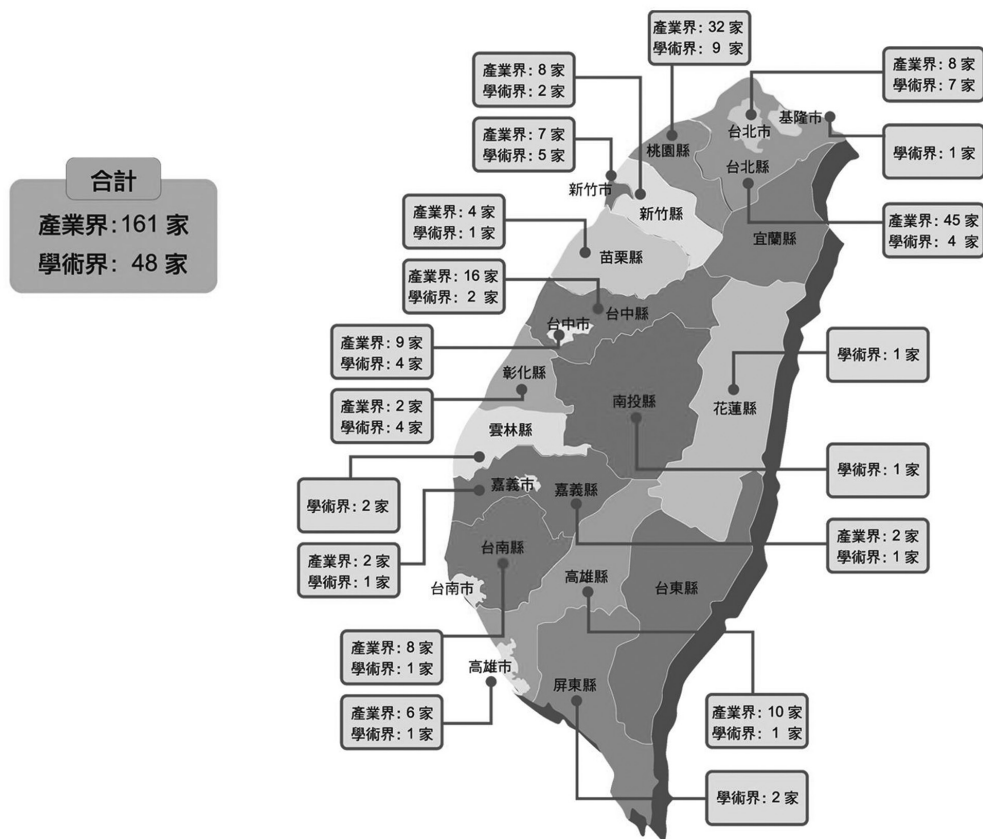 合計
產業界：161 家
學術界： 48 家
產業界： 32 家
學術界： 9 家
產業界： 8 家
學術界： 2 家
產業界： 8 家
學術界： 7 家
產業界： 7 家
學術界： 5 家
學術界： 1 家
產業界： 4 家
學術界： 1 家
產業界： 45 家
學術界： 4 家
產業界： 16 家
學術界： 2 家
產業界： 9 家
學術界： 4 家
學術界： 1 家
產業界： 2 家
學術界： 4 家
學術界： 2 家
學術界： 1 家
產業界： 2 家
學術界： 1 家
產業界： 2 家
學術界： 1 家
產業界： 8 家
學術界： 1 家
產業界： 6 家
學術界： 1 家
產業界： 10 家
學術界： 1 家
學術界： 2 家
基隆市
台北市
桃園縣
台北縣
新竹市
新竹縣
宜蘭縣
苗栗縣
台中縣
台中市
彰化縣
南投縣
花蓮縣
雲林縣
嘉義市
嘉義縣
台南縣
台南市
高雄縣
台東縣
高雄市
屏東縣